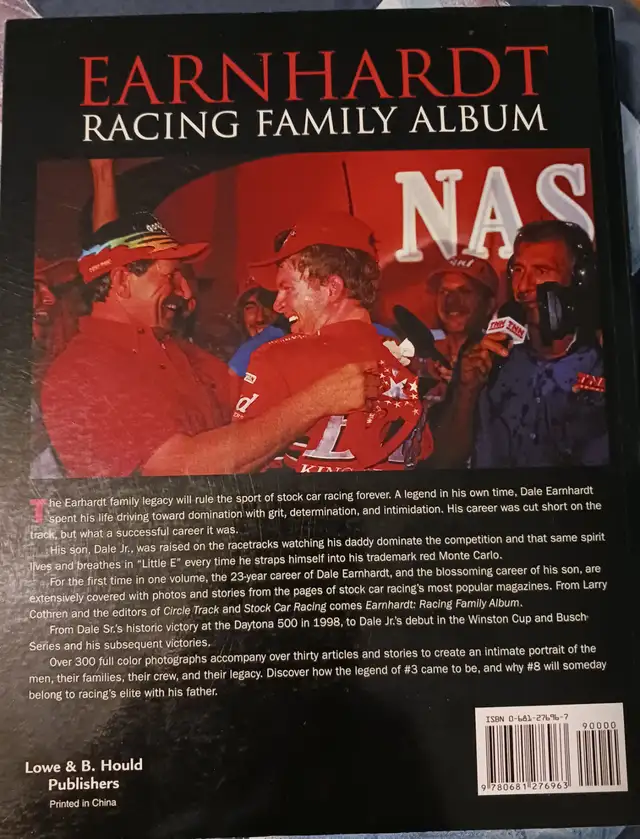 EARNHARDT
RACING FAMILY ALBUM
NAS
TNN TNN
KING
The Earhardt family legacy will rule the sport of stock car racing forever. A legend in his own time, Dale Earnhardt
spent his life driving toward domination with grit, determination, and intimidation. His career was cut short on the
track, but what a successful career it was.
His son, Dale Jr., was raised on the racetracks watching his daddy dominate the competition and that same spirit
lives and breathes in “Little E” every time he straps himself into his trademark red Monte Carlo.
For the first time in one volume, the 23-year career of Dale Earnhardt, and the blossoming career of his son, are
extensively covered with photos and stories from the pages of stock car racing’s most popular magazines. From Larry
Cothren and the editors of Circle Track and Stock Car Racing comes Earnhardt: Racing Family Album.
From Dale Sr.’s historic victory at the Daytona 500 in 1998, to Dale Jr.’s debut in the Winston Cup and Busch
Series and his subsequent victories.
Over 300 full color photographs accompany over thirty articles and stories to create an intimate portrait of the
men, their families, their crew, and their legacy. Discover how the legend of #3 came to be, and why #8 will someday
belong to racing’s elite with his father.
ISBN 0-681-27696-7
90000
9 780681 276963
Lowe & B. Hould
Publishers
Printed in China